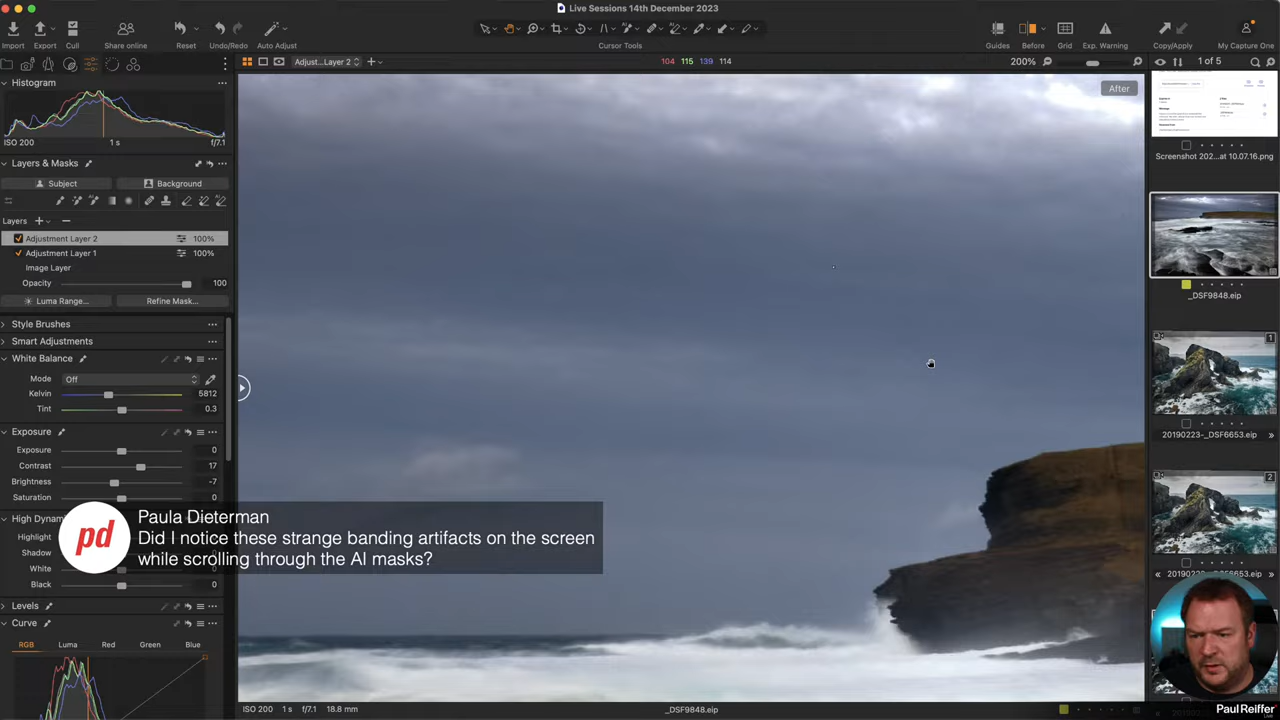 Live Sessions 14th December 2023
Import
Export
Cull
Share online
Reset
Undo/Redo
Auto Adjust
Cursor Tools
Guides
Before
Grid
Exp. Warning
Copy/Apply
My Capture One
Adjust...Layer 2
104 115 139 114
200%
1 of 5
Histogram
ISO 200
1 s
f/7.1
Layers & Masks
Subject
Background
Layers
Adjustment Layer 2
100%
Adjustment Layer 1
100%
Image Layer
Opacity
100
Luma Range...
Refine Mask...
Style Brushes
Smart Adjustments
White Balance
Mode
Off
Kelvin
5812
Tint
0.3
Exposure
Exposure
0
Contrast
17
Brightness
-7
Saturation
0
High Dynam
Highlight
Shadow
White
Black
0
Levels
Curve
RGB
Luma
Red
Green
Blue
After
pd
Paula Dieterman
Did I notice these strange banding artifacts on the screen
while scrolling through the AI masks?
ISO 200
1 s
f/7.1
18.8 mm
_DSF9848.eip
Screenshot 202...at 10.07.16.png
_DSF9848.eip
1
20190223-_DSF6653.eip
2
Paul Reiffer
Live